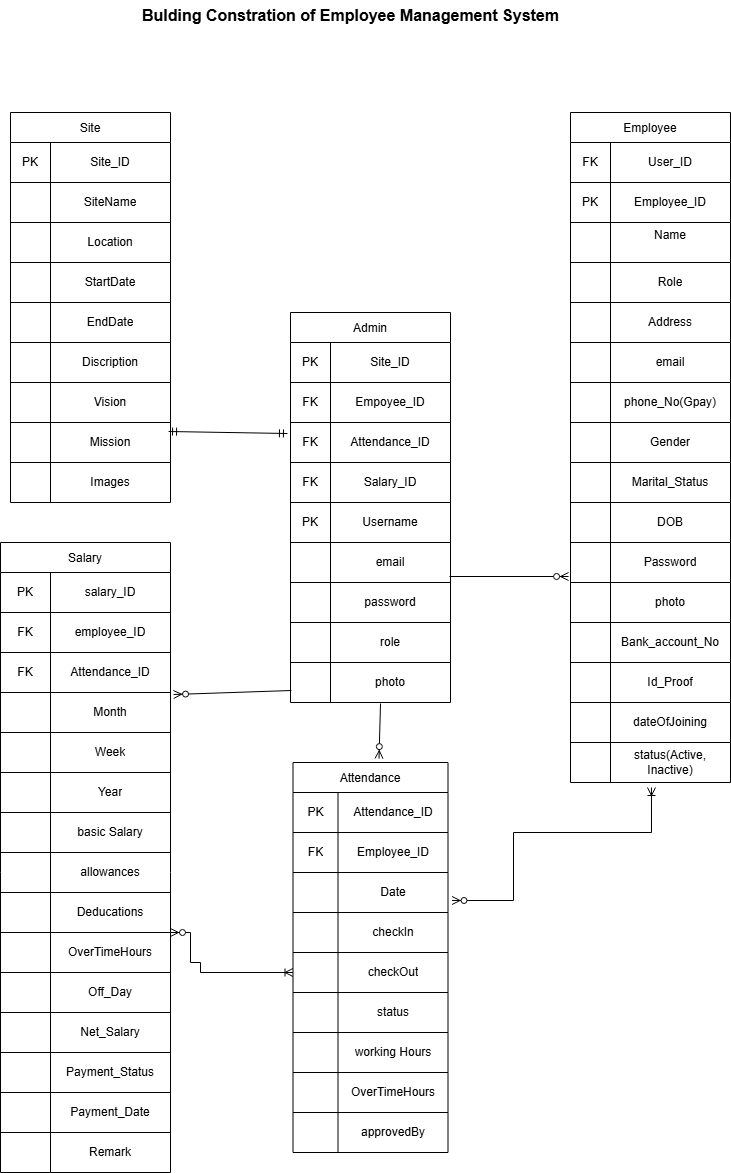 Bulding Constration of Employee Management System
Site
PK Site_ID
SiteName
Location
StartDate
EndDate
Discription
Vision
Mission
Images
Employee
FK User_ID
PK Employee_ID
Name
Role
Address
email
phone_No(Gpay)
Gender
Marital_Status
DOB
Password
photo
Bank_account_No
Id_Proof
dateOfJoining
status(Active,
Inactive)
Admin
PK Site_ID
FK Empoyee_ID
FK Attendance_ID
FK Salary_ID
PK Username
email
password
role
photo
Salary
PK salary_ID
FK employee_ID
FK Attendance_ID
Month
Week
Year
basic Salary
allowances
Deducations
OverTimeHours
Off_Day
Net_Salary
Payment_Status
Payment_Date
Remark
Attendance
PK Attendance_ID
FK Employee_ID
Date
checkIn
checkOut
status
working Hours
OverTimeHours
approvedBy